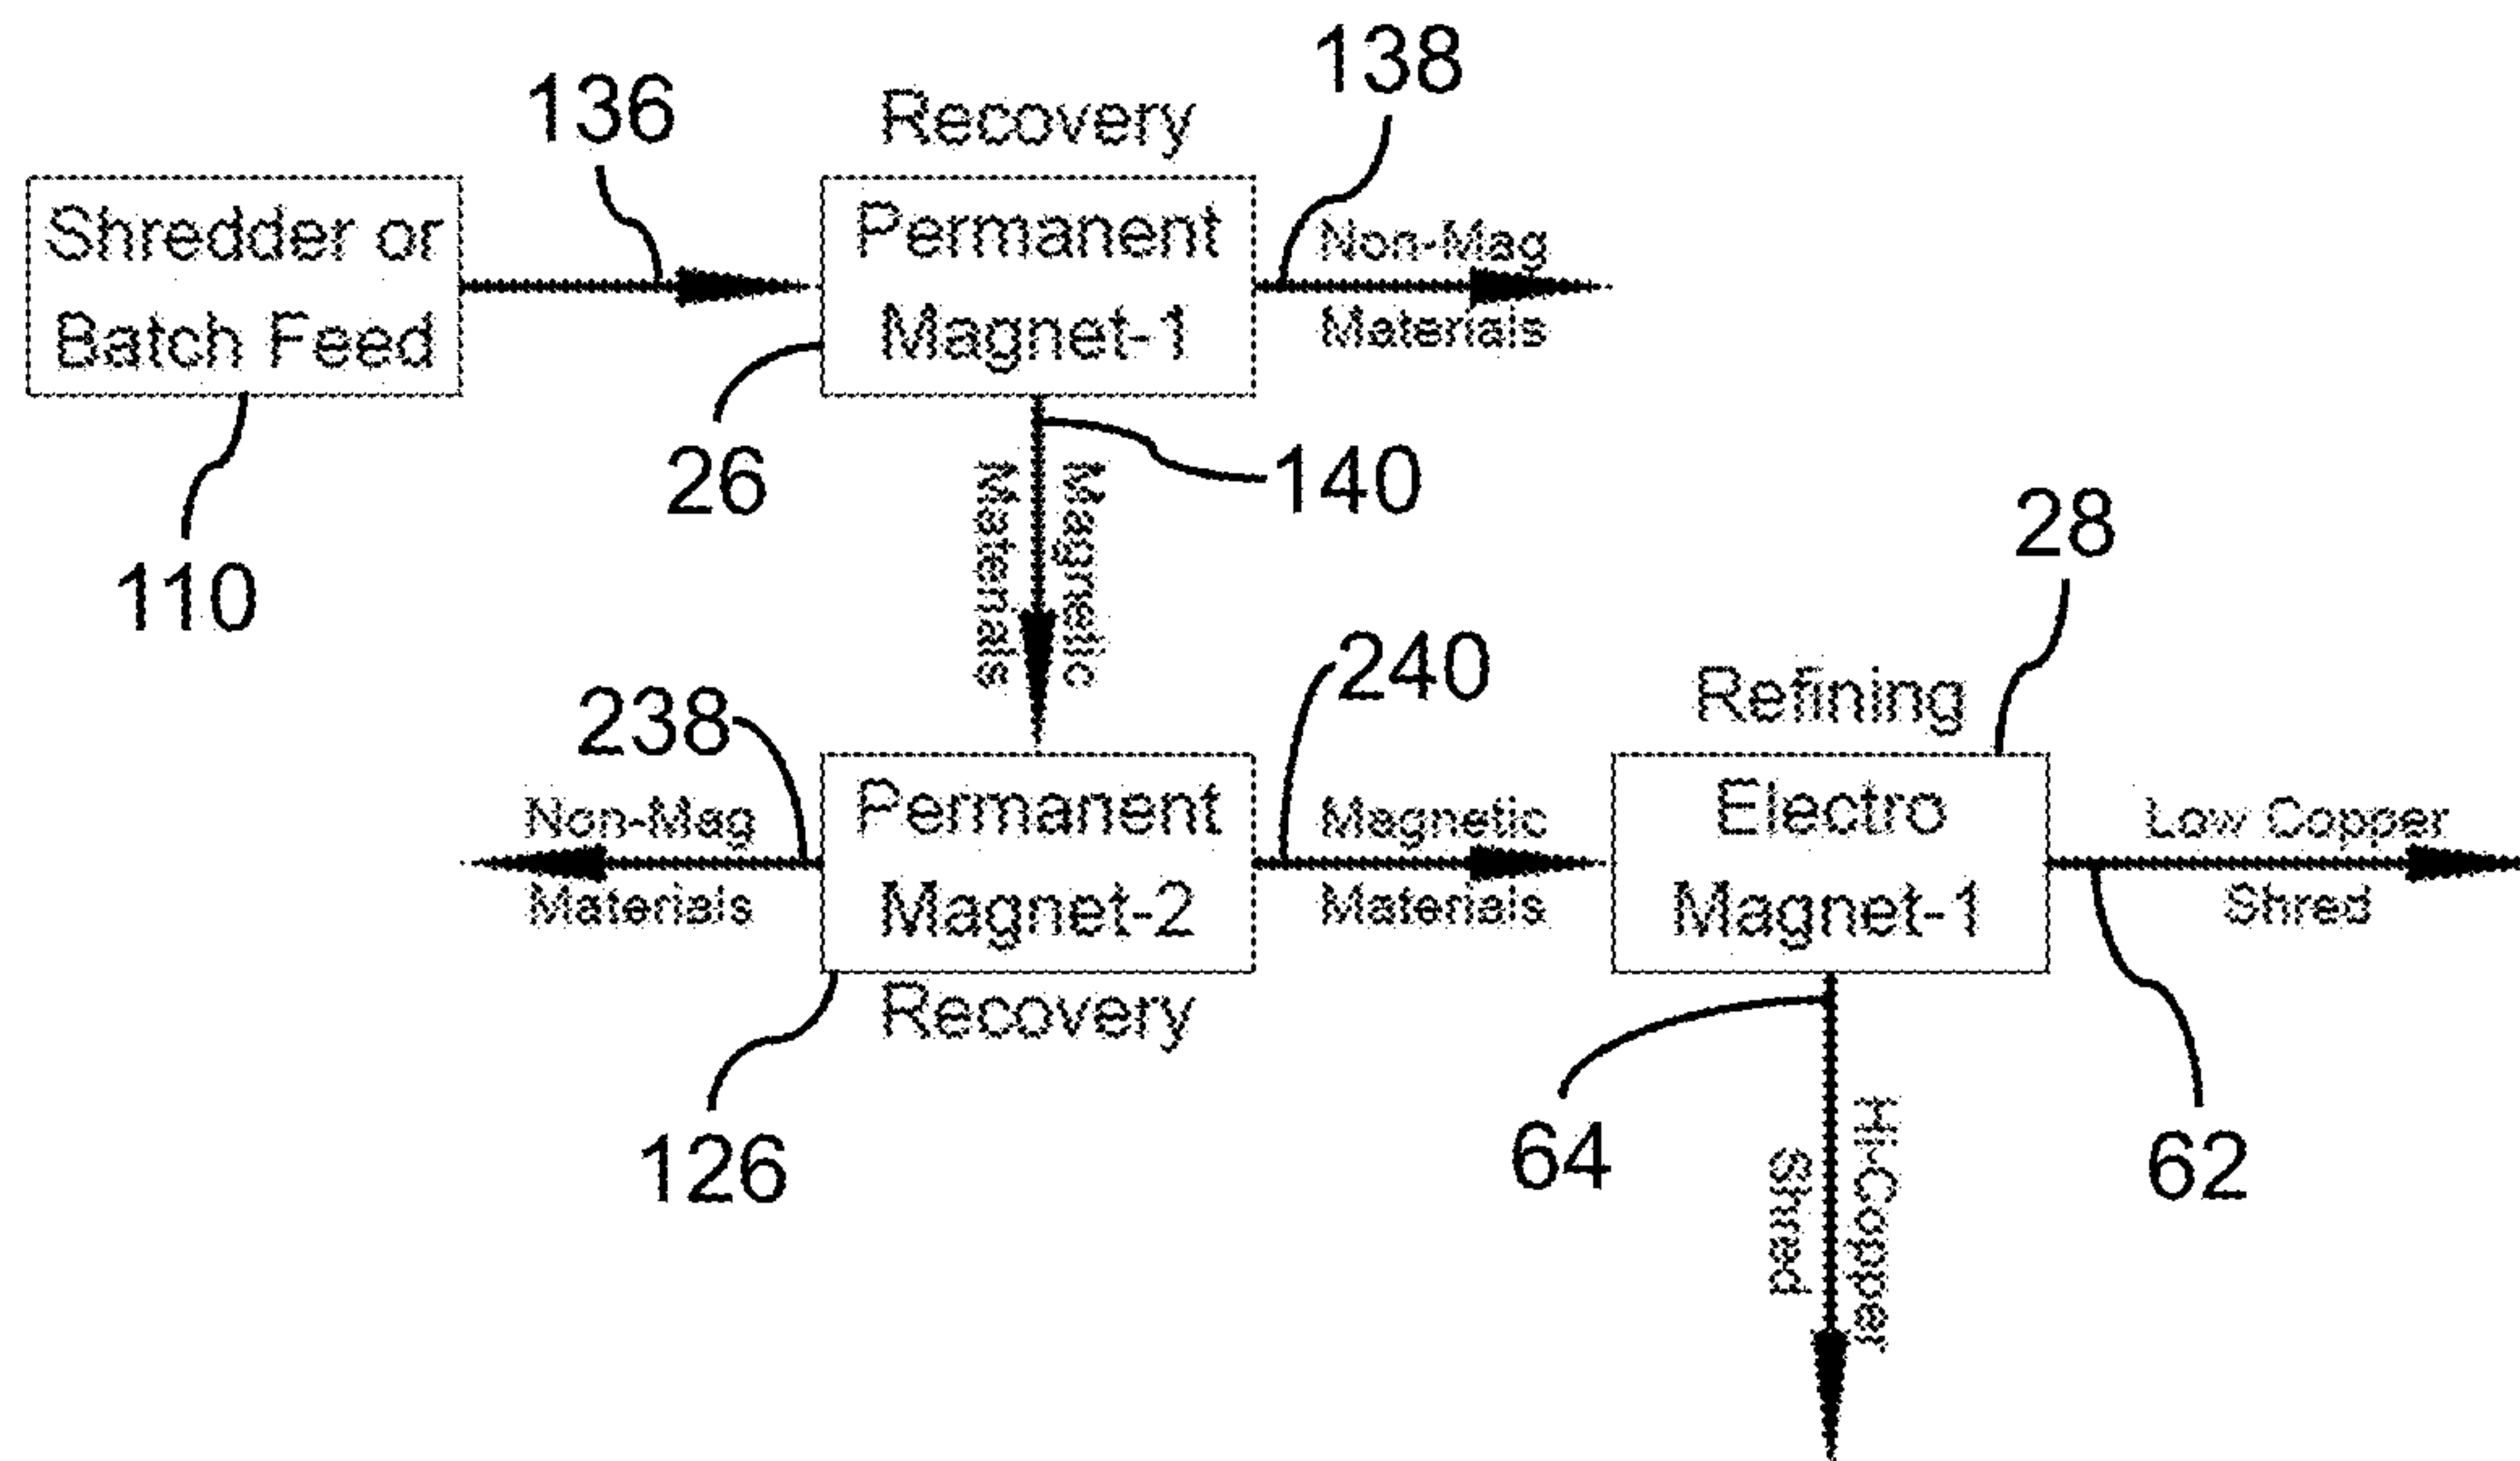 138
136
Recovery
Shredder or
Batch Feed
Permanent
Magnet-1
Non-Mag
Materials
26
140
110
Magnetic
Materials
28
240
238
Refining
Non-Mag
Materials
Permanent
Magnet-2
Magnetic
Materials
Electro
Magnet-1
Low Copper
Shred
Recovery
126
64
62
Hi-Copper
Shred